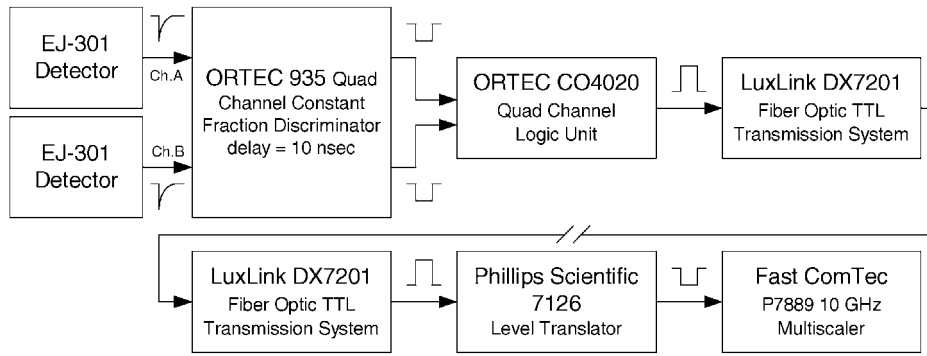 EJ-301
Detector
Ch.A
EJ-301
Detector
Ch.B
ORTEC 935 Quad
Channel Constant
Fraction Discriminator
delay = 10 nsec
ORTEC CO4020
Quad Channel
Logic Unit
LuxLink DX7201
Fiber Optic TTL
Transmission System
LuxLink DX7201
Fiber Optic TTL
Transmission System
Phillips Scientific
7126
Level Translator
Fast ComTec
P7889 10 GHz
Multiscaler